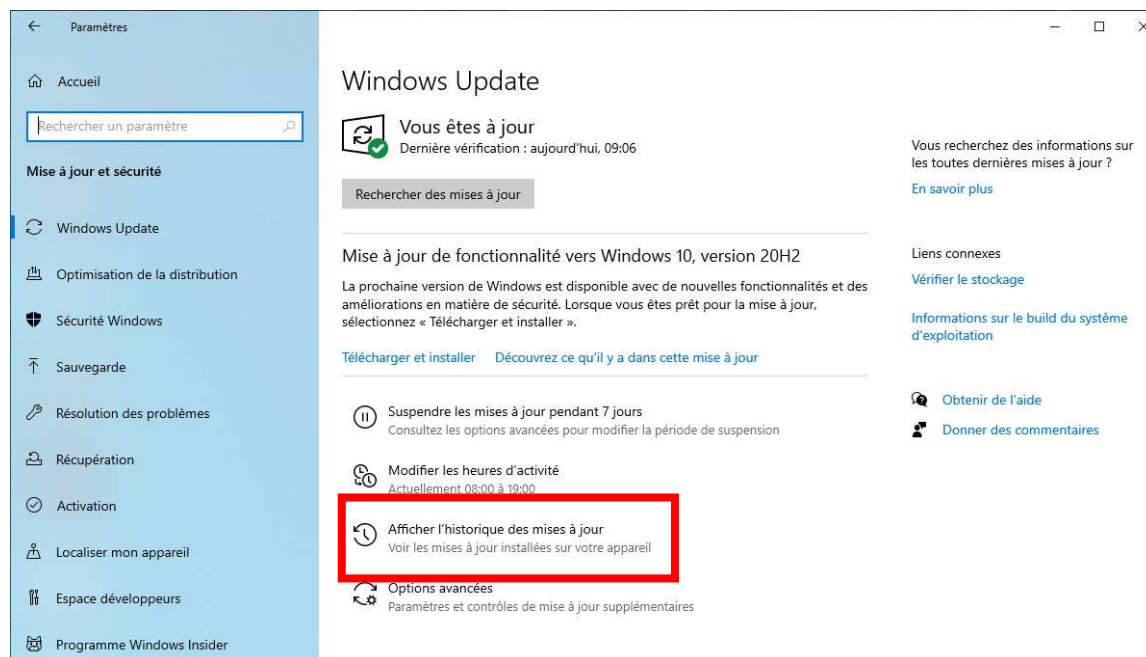 Paramètres
Accueil
Rechercher un paramètre
Mise à jour et sécurité
Windows Update
Optimisation de la distribution
Sécurité Windows
Sauvegarde
Résolution des problèmes
Récupération
Activation
Localiser mon appareil
Espace développeurs
Programme Windows Insider
Windows Update
Vous êtes à jour
Dernière vérification : aujourd'hui, 09:06
Rechercher des mises à jour
Mise à jour de fonctionnalité vers Windows 10, version 20H2
La prochaine version de Windows est disponible avec de nouvelles fonctionnalités et des
améliorations en matière de sécurité. Lorsque vous êtes prêt pour la mise à jour,
sélectionnez « Télécharger et installer ».
Télécharger et installer Découvrez ce qu'il y a dans cette mise à jour
Suspendre les mises à jour pendant 7 jours
Consultez les options avancées pour modifier la période de suspension
Modifier les heures d'activité
Actuellement 08:00 à 19:00
Afficher l'historique des mises à jour
Voir les mises à jour installées sur votre appareil
Options avancées
Paramètres et contrôles de mise à jour supplémentaires
Vous recherchez des informations sur
les toutes dernières mises à jour ?
En savoir plus
Liens connexes
Vérifier le stockage
Informations sur le build du système
d'exploitation
Obtenir de l'aide
Donner des commentaires